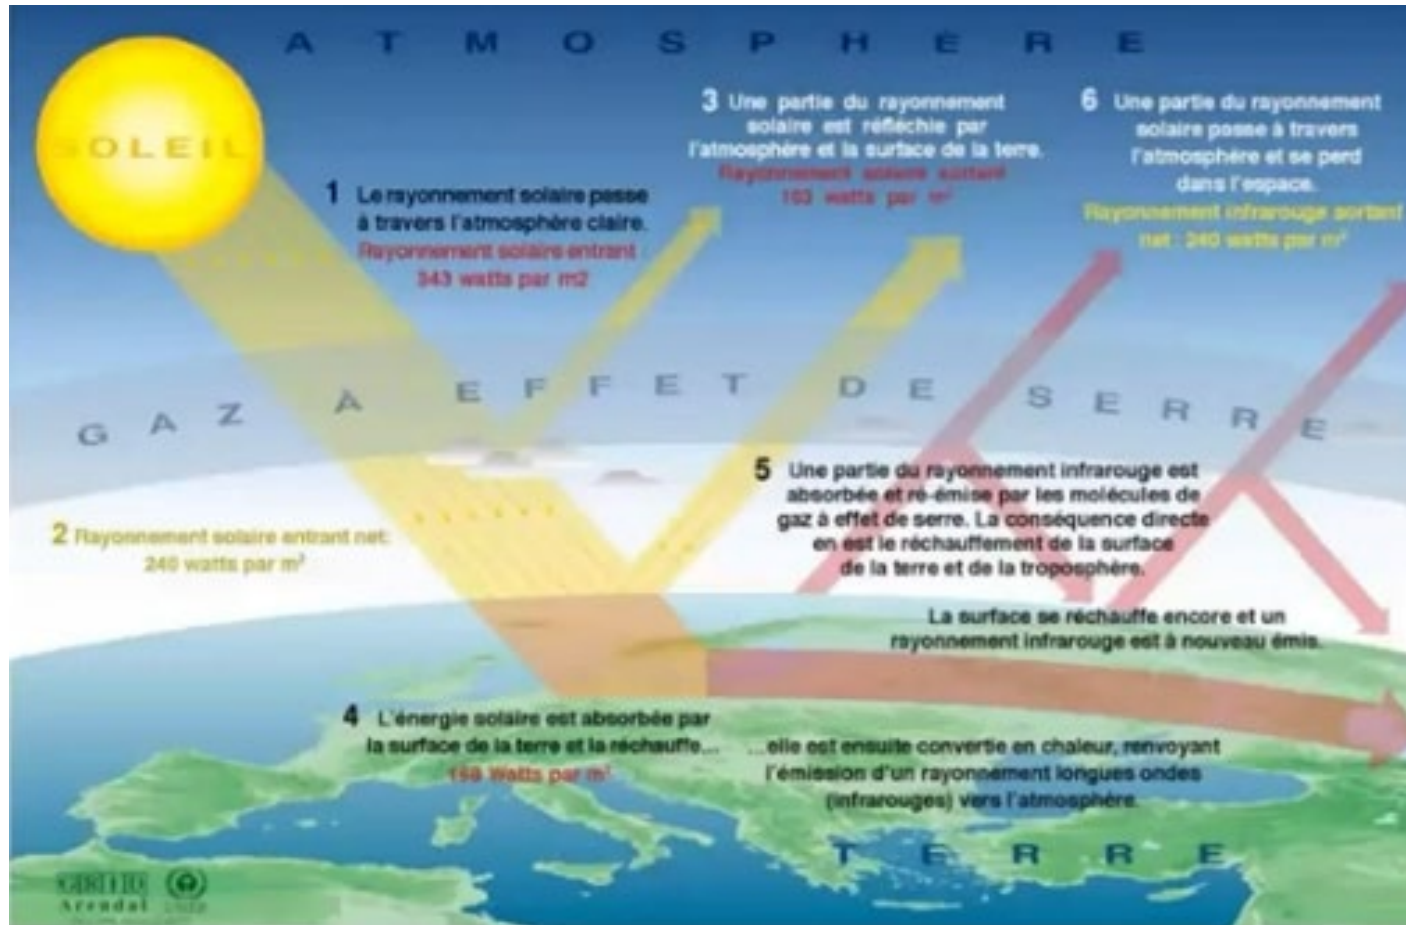 ATMOSPHÈRE
SOLEIL
1 Le rayonnement solaire passe
à travers l'atmosphère claire.
Rayonnement solaire entrant :
343 watts par m2
3 Une partie du rayonnement
solaire est réfléchie par
l'atmosphère et la surface de la terre.
Rayonnement solaire sortant
103 watts par m²
6 Une partie du rayonnement
solaire passe à travers
l'atmosphère et se perd
dans l'espace.
Rayonnement infrarouge sortant
net : 240 watts par m²
GAZ À EFFET DE SERRE
2 Rayonnement solaire entrant net:
240 watts par m²
5 Une partie du rayonnement infrarouge est
absorbée et ré-émise par les molécules de
gaz à effet de serre. La conséquence directe
en est le réchauffement de la surface
de la terre et de la troposphère.
La surface se réchauffe encore et un
rayonnement infrarouge est à nouveau émis.
4 L'énergie solaire est absorbée par
la surface de la terre et la réchauffe...
168 Watts par m²
...elle est ensuite convertie en chaleur, renvoyant
l'émission d'un rayonnement longues ondes
(infrarouges) vers l'atmosphère.
TERRE
GRID
Arendal
UNEP